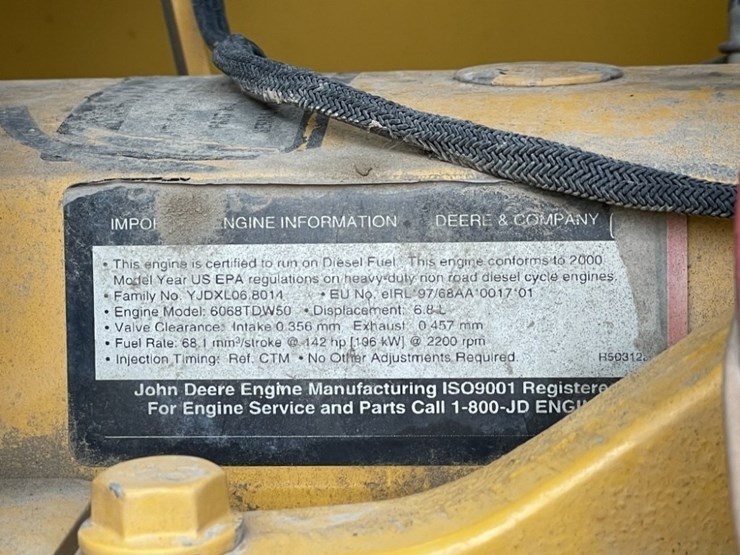 IMPO NGINE INFORMATION DEERE & COMPANY
• This engine is certified to run on Diesel Fuel. This engine conforms to 2000
Model Year US EPA regulations on heavy-duty non road diesel cycle engines.
• Family No. YJDXL06.8014 • EU No. eIRL*97/68AA*0017*01
• Engine Model: 6068TDW50 • Displacement: 6.8 L
• Valve Clearance: Intake 0.356 mm Exhaust 0.457 mm
• Fuel Rate: 68.1 mm³/stroke @ 142 hp [106 kW] @ 2200 rpm
• Injection Timing: Ref. CTM • No Other Adjustments Required. H50312
John Deere Engine Manufacturing ISO9001 Registere
For Engine Service and Parts Call 1-800-JD ENGI